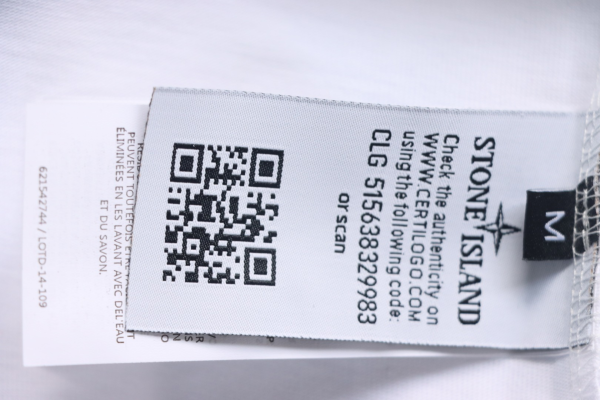 M
STONE ISLAND
Check the authenticity on
WWW.CERTILOGO.COM
using the following code:
CLG 515638329983
or scan
PEUVENT TOUTEFOIS ÊTRE
ÉLIMINÉES EN LES LAVANT AVEC DE L'EAU
ET DU SAVON.
621542744 / LOTD-14-109